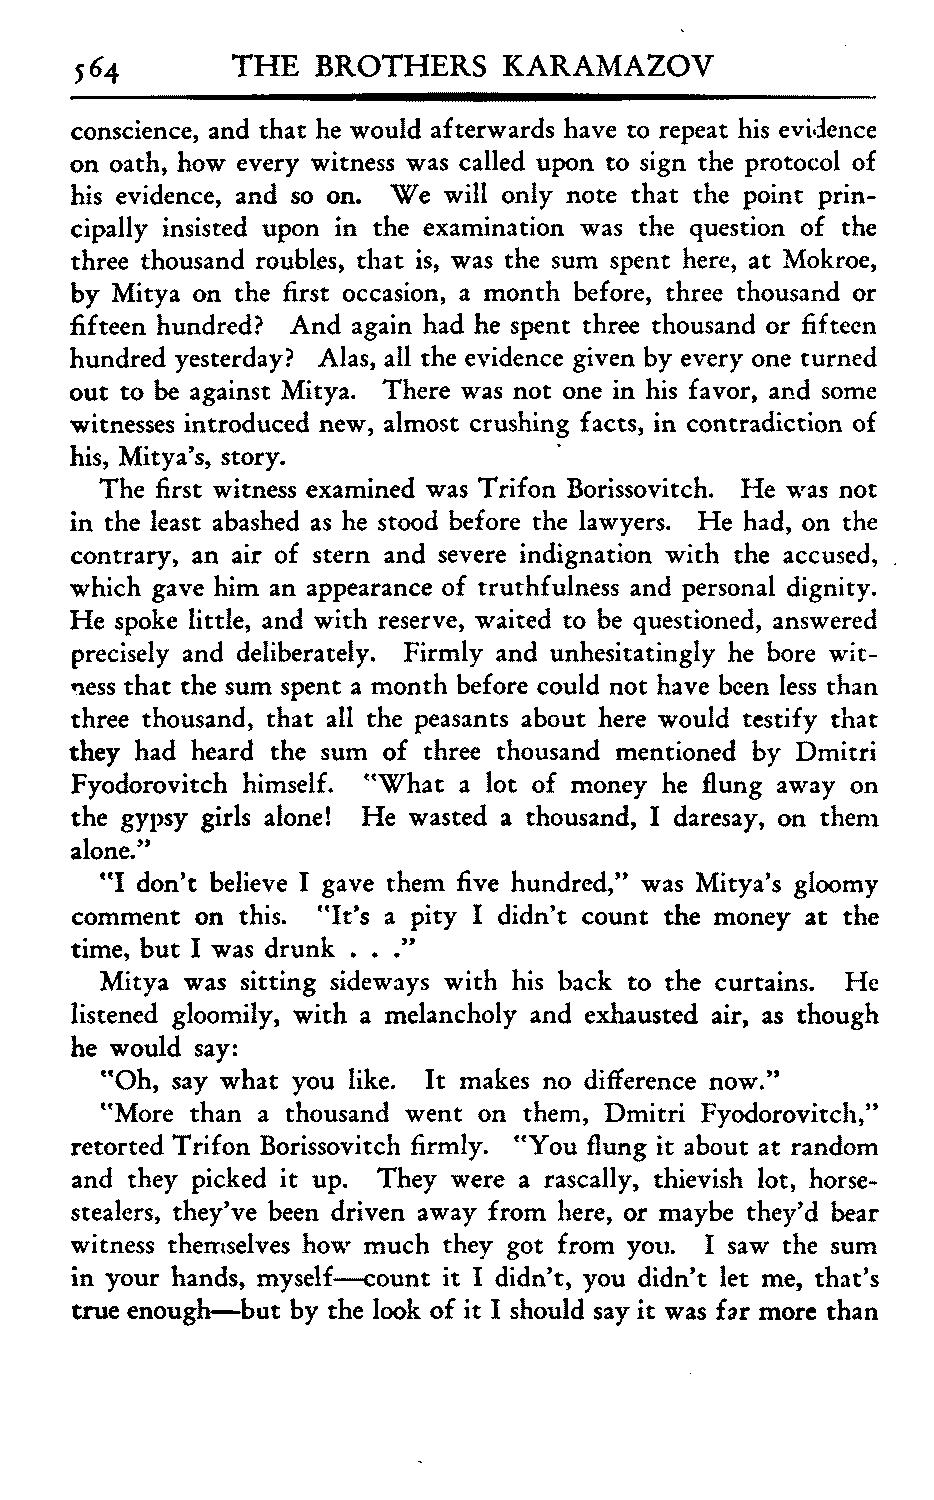 564 THE BROTHERS KARAMAZOV
conscience, and that he would afterwards have to repeat his evidence
on oath, how every witness was called upon to sign the protocol of
his evidence, and so on. We will only note that the point prin-
cipally insisted upon in the examination was the question of the
three thousand roubles, that is, was the sum spent here, at Mokroe,
by Mitya on the first occasion, a month before, three thousand or
fifteen hundred? And again had he spent three thousand or fifteen
hundred yesterday? Alas, all the evidence given by every one turned
out to be against Mitya. There was not one in his favor, and some
witnesses introduced new, almost crushing facts, in contradiction of
his, Mitya's, story.
The first witness examined was Trifon Borissovitch. He was not
in the least abashed as he stood before the lawyers. He had, on the
contrary, an air of stern and severe indignation with the accused,
which gave him an appearance of truthfulness and personal dignity.
He spoke little, and with reserve, waited to be questioned, answered
precisely and deliberately. Firmly and unhesitatingly he bore wit-
ness that the sum spent a month before could not have been less than
three thousand, that all the peasants about here would testify that
they had heard the sum of three thousand mentioned by Dmitri
Fyodorovitch himself. "What a lot of money he flung away on
the gypsy girls alone! He wasted a thousand, I daresay, on them
alone."
"I don't believe I gave them five hundred," was Mitya's gloomy
comment on this. "It's a pity I didn't count the money at the
time, but I was drunk . . ."
Mitya was sitting sideways with his back to the curtains. He
listened gloomily, with a melancholy and exhausted air, as though
he would say:
"Oh, say what you like. It makes no difference now."
"More than a thousand went on them, Dmitri Fyodorovitch,"
retorted Trifon Borissovitch firmly. "You flung it about at random
and they picked it up. They were a rascally, thievish lot, horse-
stealers, they've been driven away from here, or maybe they'd bear
witness themselves how much they got from you. I saw the sum
in your hands, myself—count it I didn't, you didn't let me, that's
true enough—but by the look of it I should say it was far more than